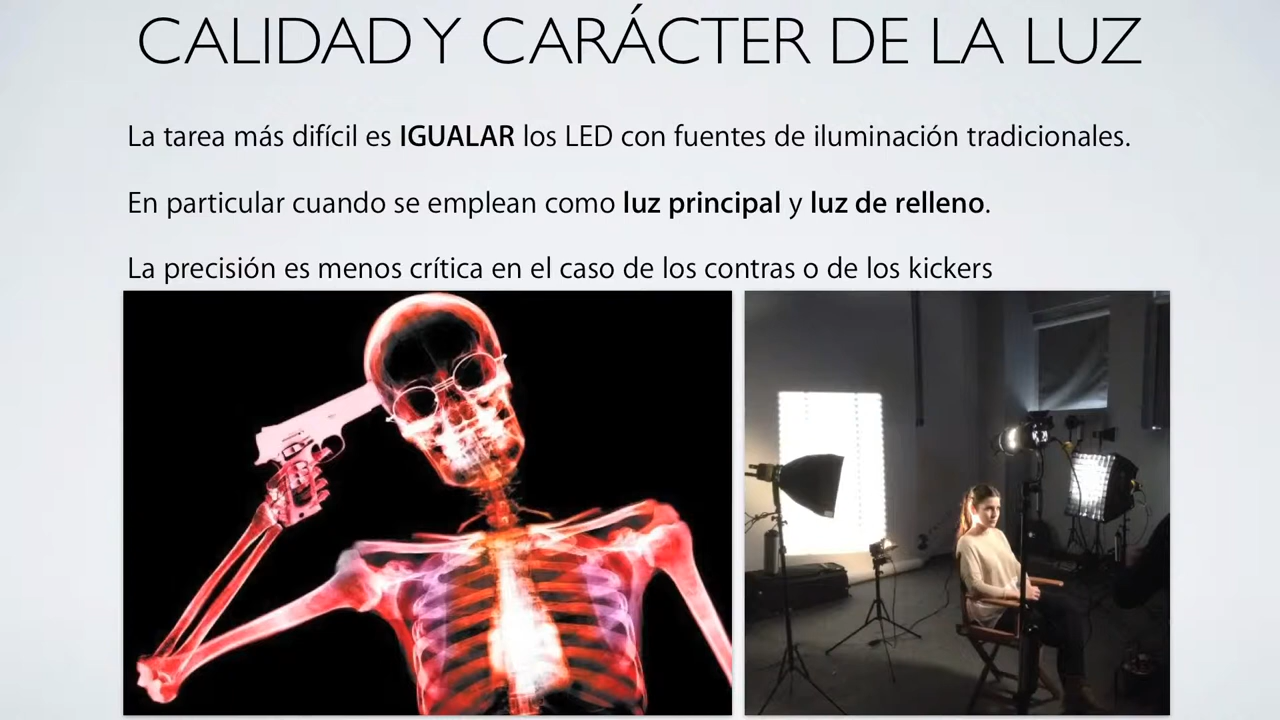 CALIDAD Y CARÁCTER DE LA LUZ
La tarea más difícil es IGUALAR los LED con fuentes de iluminación tradicionales.
En particular cuando se emplean como luz principal y luz de relleno.
La precisión es menos crítica en el caso de los contras o de los kickers